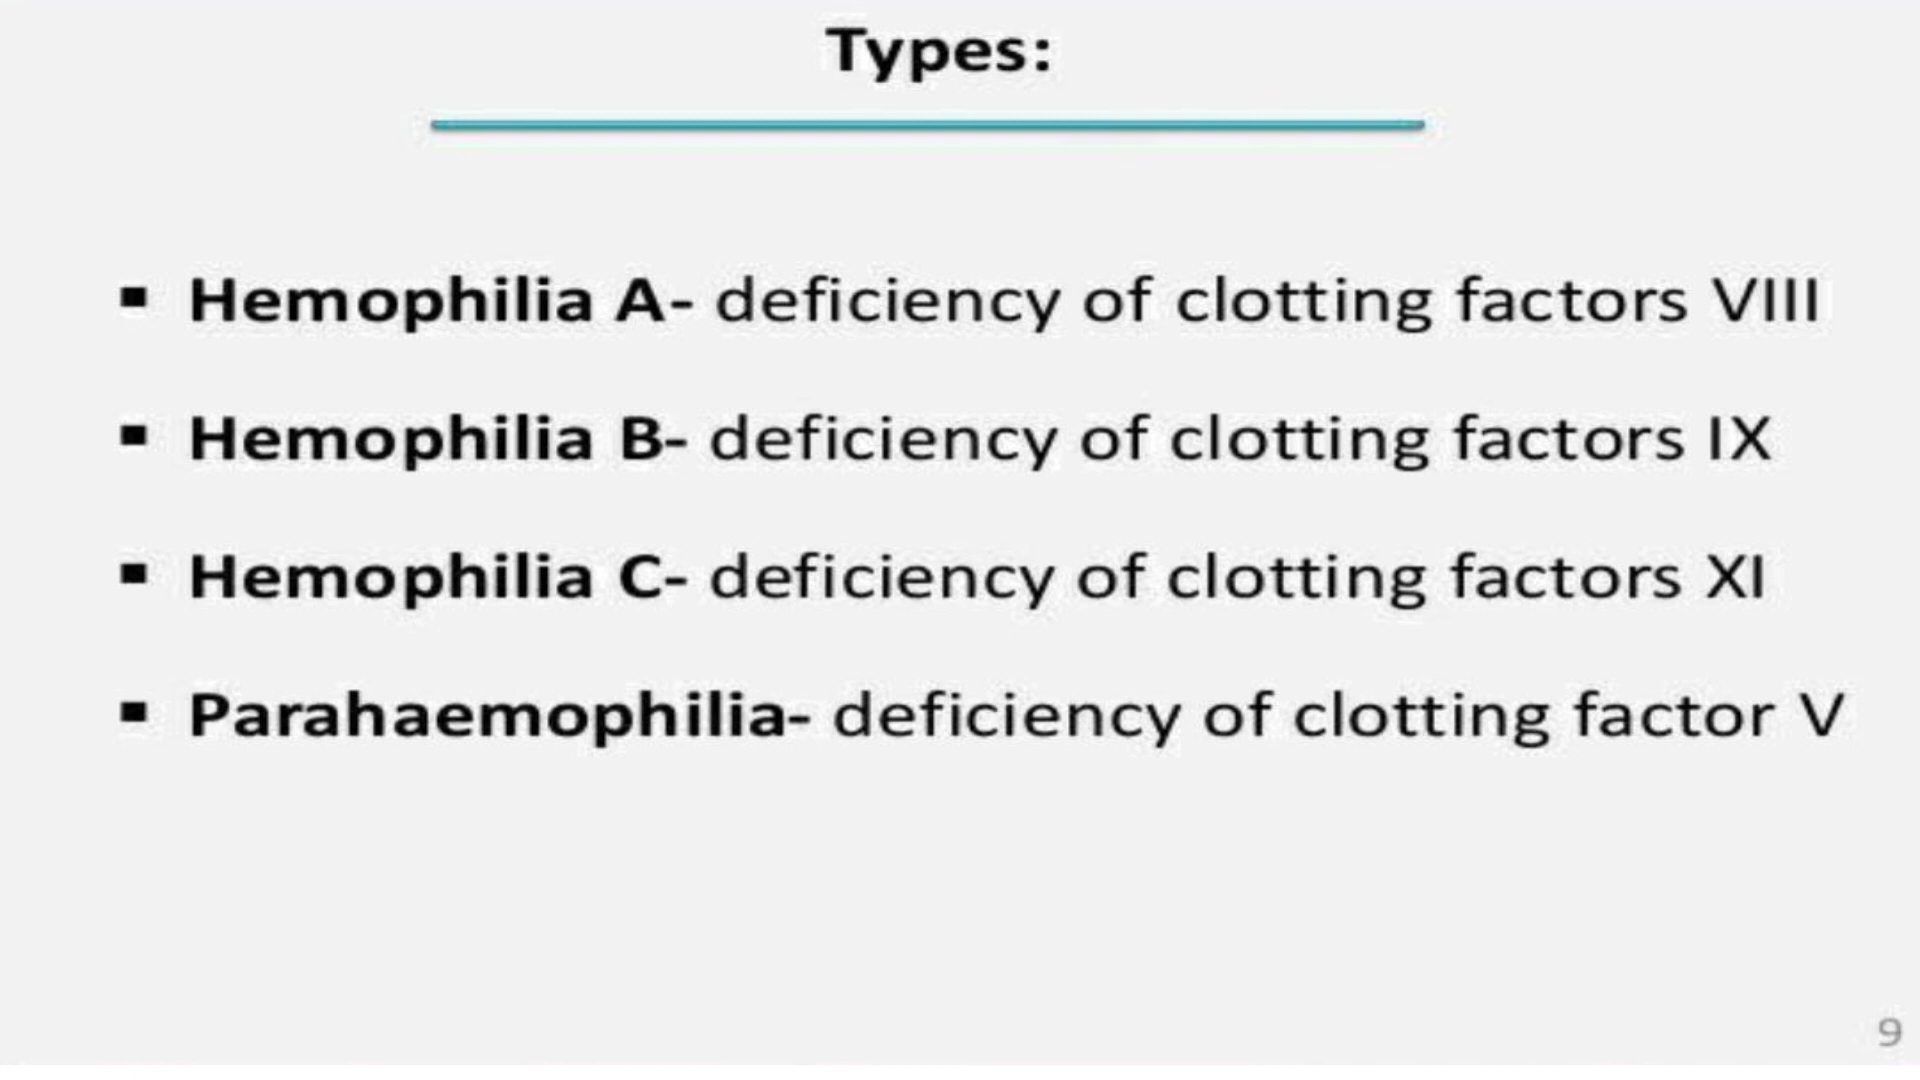 Types:
▪ Hemophilia A- deficiency of clotting factors VIII
▪ Hemophilia B- deficiency of clotting factors IX
▪ Hemophilia C- deficiency of clotting factors XI
▪ Parahaemophilia- deficiency of clotting factor V
9